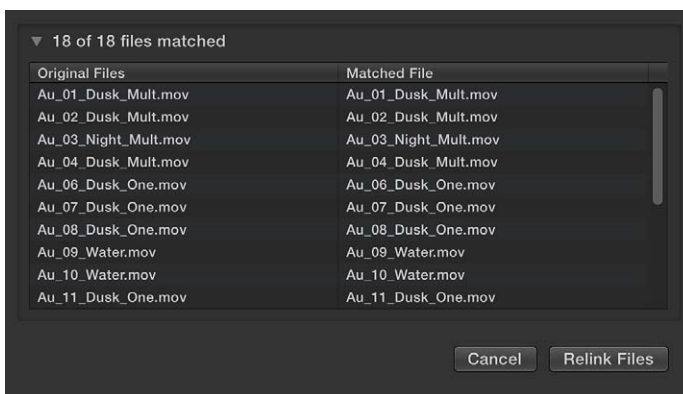 18 of 18 files matched
Original Files Matched File
Au_01_Dusk_Mult.mov Au_01_Dusk_Mult.mov
Au_02_Dusk_Mult.mov Au_02_Dusk_Mult.mov
Au_03_Night_Mult.mov Au_03_Night_Mult.mov
Au_04_Dusk_Mult.mov Au_04_Dusk_Mult.mov
Au_06_Dusk_One.mov Au_06_Dusk_One.mov
Au_07_Dusk_One.mov Au_07_Dusk_One.mov
Au_08_Dusk_One.mov Au_08_Dusk_One.mov
Au_09_Water.mov Au_09_Water.mov
Au_10_Water.mov Au_10_Water.mov
Au_11_Dusk_One.mov Au_11_Dusk_One.mov
Cancel Relink Files